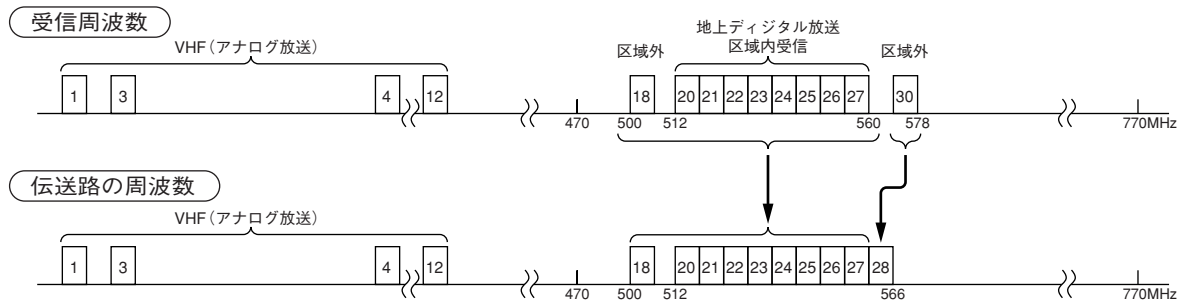 受信周波数
VHF(アナログ放送)
区域外
地上ディジタル放送
区域内受信
区域外
1 3 4 12 18 20 21 22 23 24 25 26 27 30
470 500 512 560 578 770MHz
伝送路の周波数
VHF(アナログ放送)
1 3 4 12 18 20 21 22 23 24 25 26 27 28
470 500 512 566 770MHz